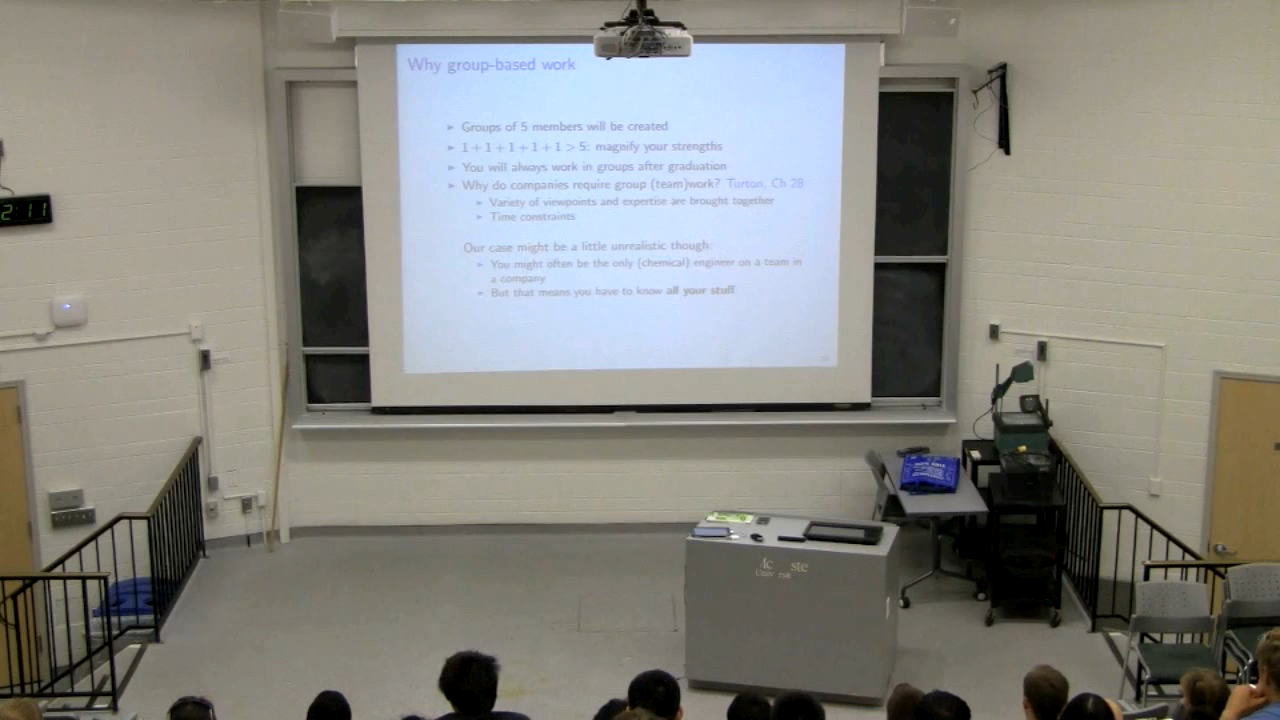 Why group-based work
► Groups of 5 members will be created
► 1 + 1 + 1 + 1 + 1 > 5: magnify your strengths
► You will always work in groups after graduation
► Why do companies require group (team)work? Turton, Ch 28
► Variety of viewpoints and expertise are brought together
► Time constraints
Our case might be a little unrealistic though:
► You might often be the only (chemical) engineer on a team in
a company
► But that means you have to know all your stuff
2:11